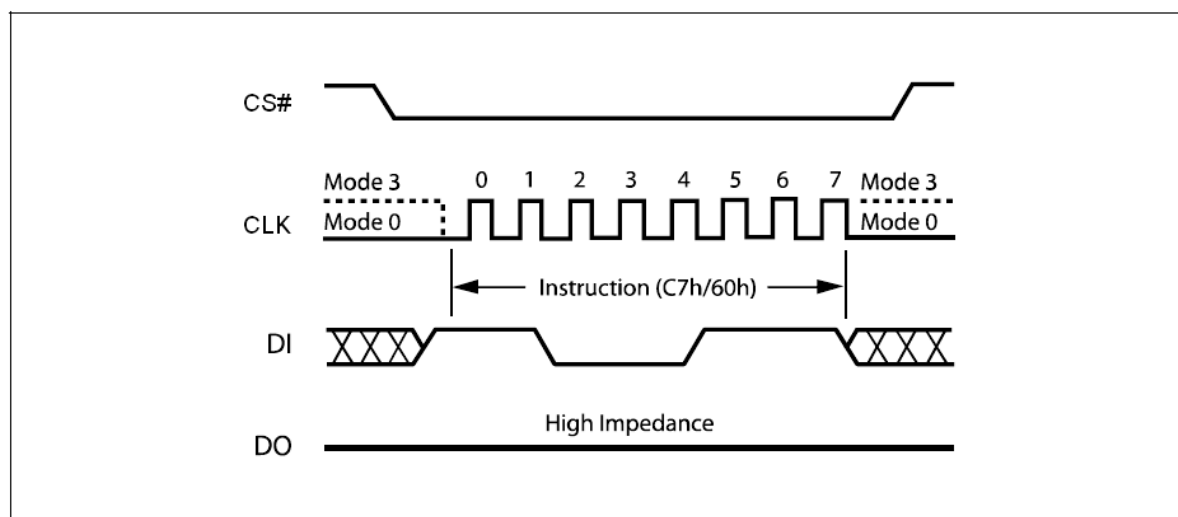 CS#
0 1 2 3 4 5 6 7
Mode 3 Mode 3
CLK Mode 0 Mode 0
Instruction (C7h/60h)
DI
High Impedance
DO